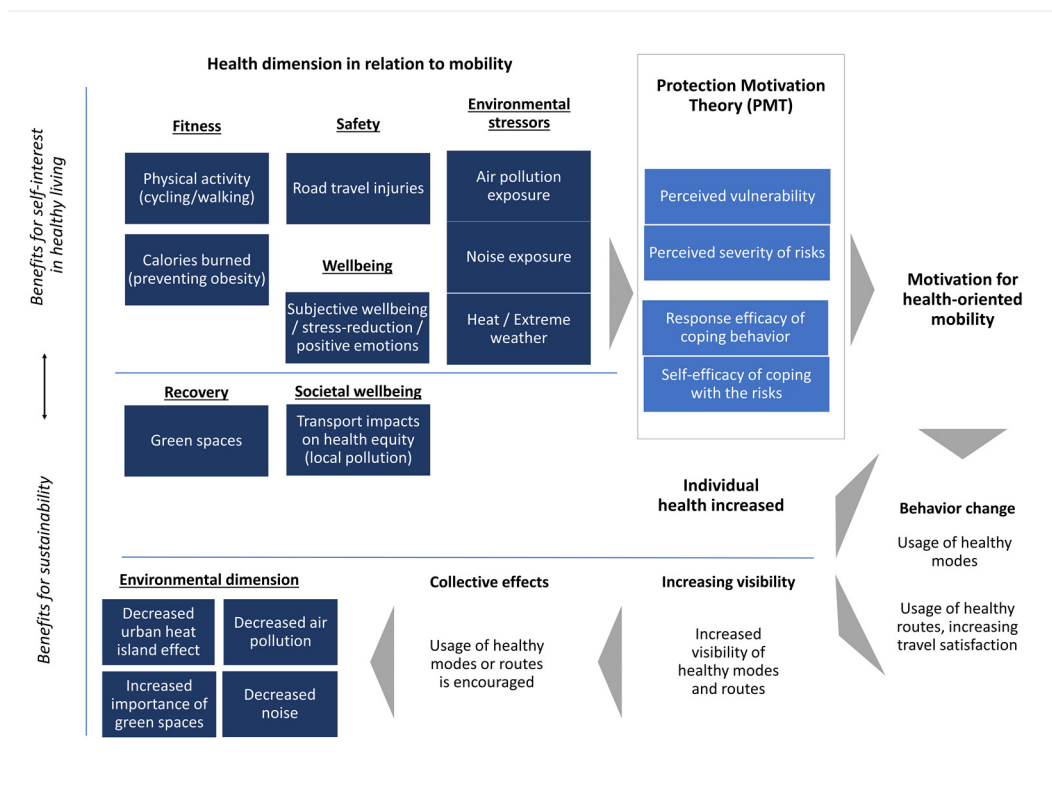 Health dimension in relation to mobility
Benefits for self-interest
in healthy living
Benefits for sustainability
Fitness
Physical activity
(cycling/walking)
Calories burned
(preventing obesity)
Safety
Road travel injuries
Wellbeing
Subjective wellbeing
/ stress-reduction /
positive emotions
Environmental
stressors
Air pollution
exposure
Noise exposure
Heat / Extreme
weather
Recovery
Green spaces
Societal wellbeing
Transport impacts
on health equity
(local pollution)
Protection Motivation
Theory (PMT)
Perceived vulnerability
Perceived severity of risks
Response efficacy of
coping behavior
Self-efficacy of coping
with the risks
Motivation for
health-oriented
mobility
Behavior change
Usage of healthy
modes
Usage of healthy
routes, increasing
travel satisfaction
Individual
health increased
Increasing visibility
Increased
visibility of
healthy modes
and routes
Collective effects
Usage of healthy
modes or routes
is encouraged
Environmental dimension
Decreased
urban heat
island effect
Decreased air
pollution
Increased
importance of
green spaces
Decreased
noise